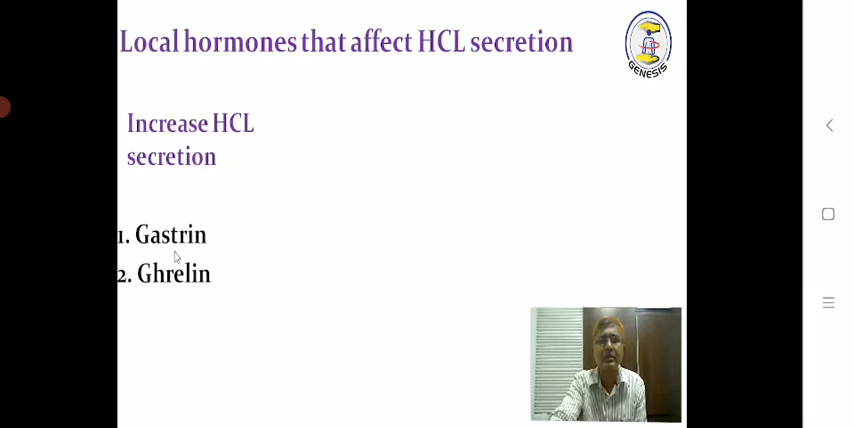 Local hormones that affect HCL secretion
GENESIS
Increase HCL
secretion
1. Gastrin
2. Ghrelin